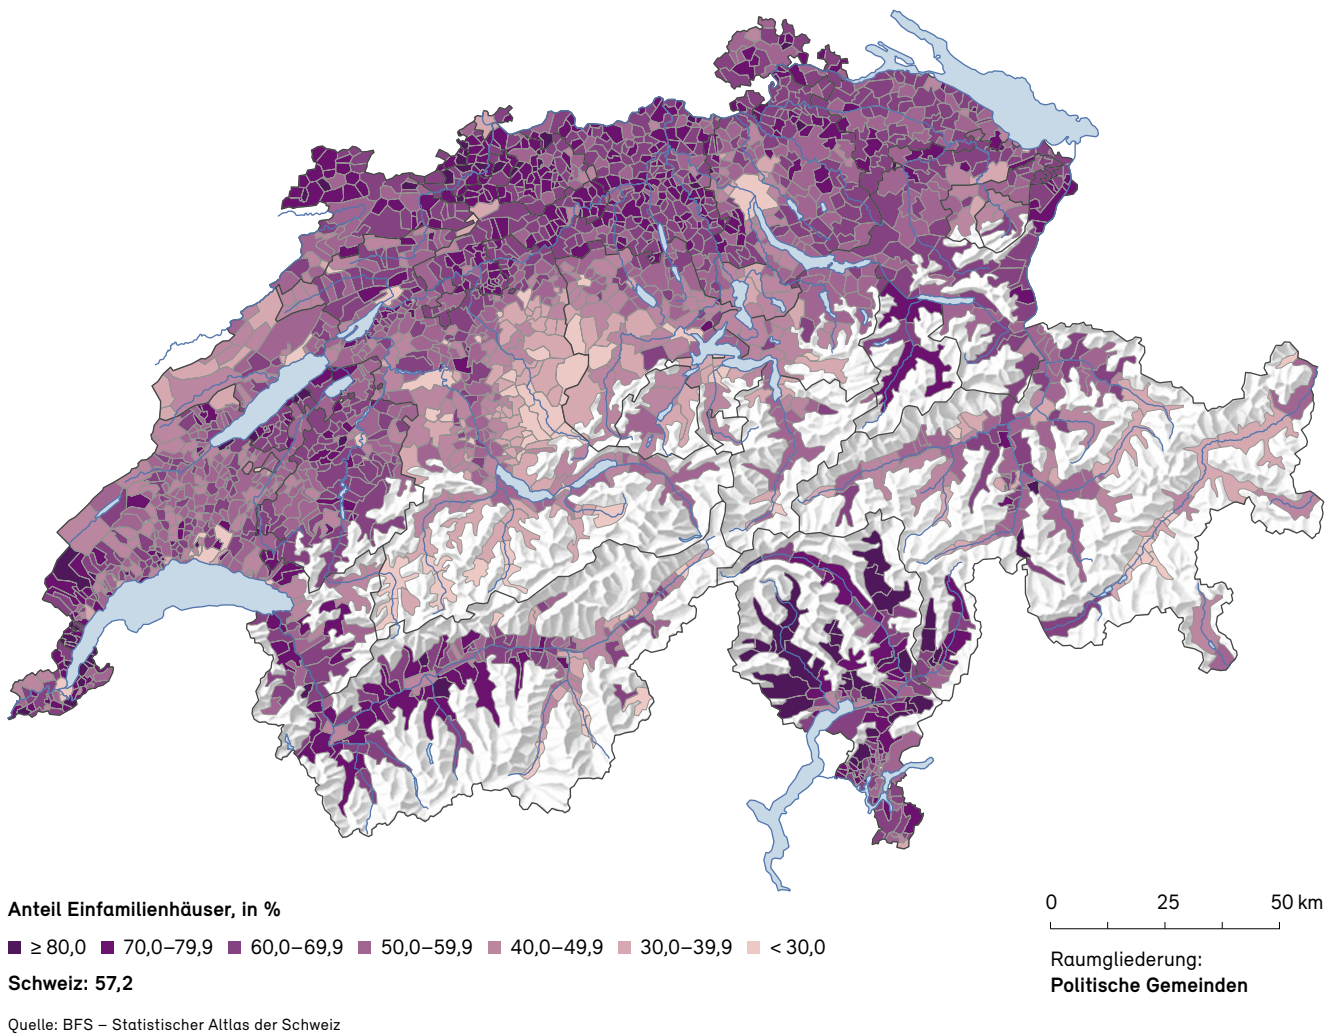 Anteil Einfamilienhäuser, in %
≥ 80,0 70,0–79,9 60,0–69,9 50,0–59,9 40,0–49,9 30,0–39,9 < 30,0
Schweiz: 57,2
Quelle: BFS – Statistischer Altlas der Schweiz
0 25 50 km
Raumgliederung:
Politische Gemeinden